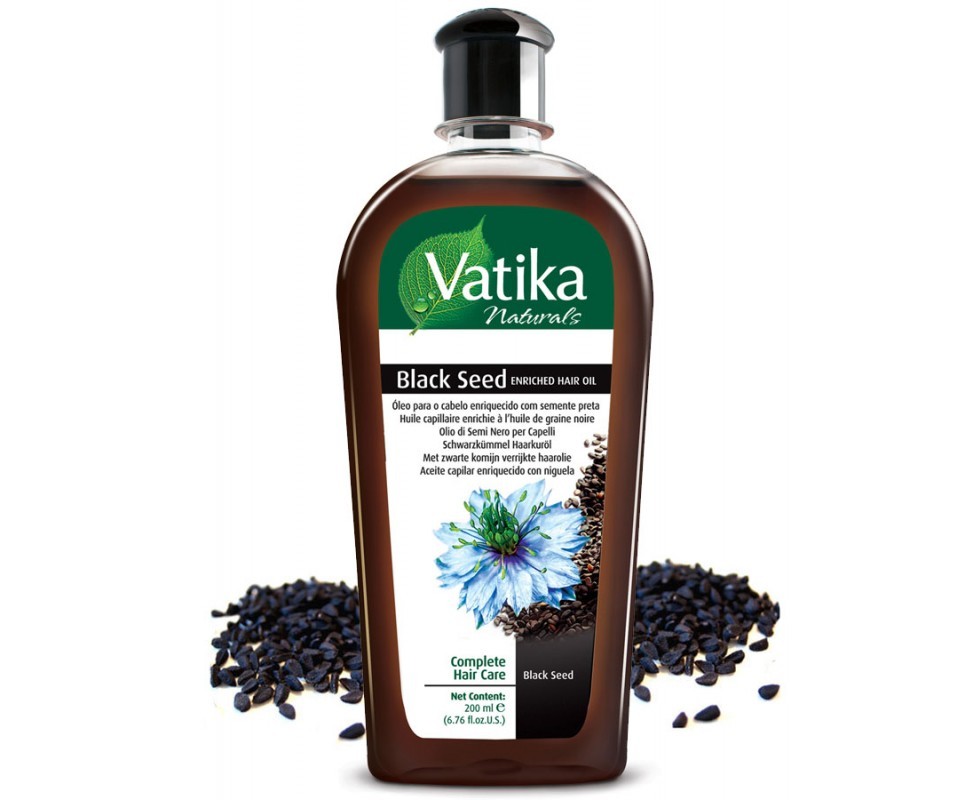 Vatika
Naturals
Black Seed ENRICHED HAIR OIL
Óleo para o cabelo enriquecido com semente preta
Huile capillaire enrichie à l'huile de graine noire
Olio di Semi Nero per Capelli
Schwarzkümmel Haarkuröl
Met zwarte komijn verrijkte haarolie
Aceite capilar enriquecido con niguela
Complete
Hair Care
Black Seed
Net Content:
200 ml ℮
(6.76 fl.oz.U.S.)